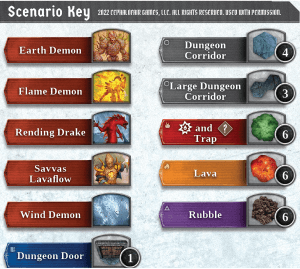 Scenario Key
2022 CEPHALOFAIR GAMES, LLC. ALL RIGHTS RESERVED. USED WITH PERMISSION.
Earth Demon
Flame Demon
Rending Drake
Savvas
Lavaflow
Wind Demon
Dungeon Door
1
Dungeon
Corridor
4
Large Dungeon
Corridor
3
and
Trap
6
Lava
6
Rubble
6